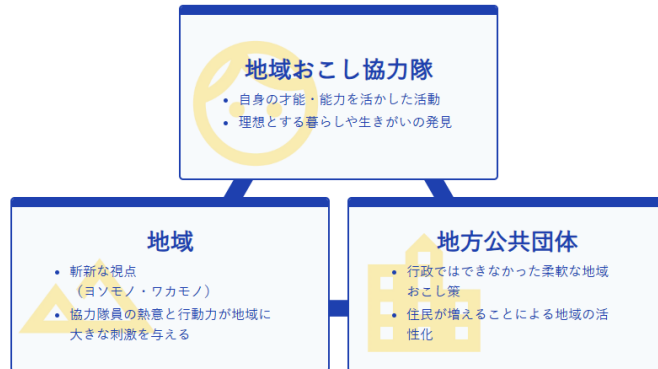 地域おこし協力隊
• 自身の才能・能力を活かした活動
• 理想とする暮らしや生きがいの発見
地域
• 斬新な視点
（ヨソモノ・ワカモノ）
• 協力隊員の熱意と行動力が地域に
大きな刺激を与える
地方公共団体
• 行政ではできなかった柔軟な地域
おこし策
• 住民が増えることによる地域の活
性化